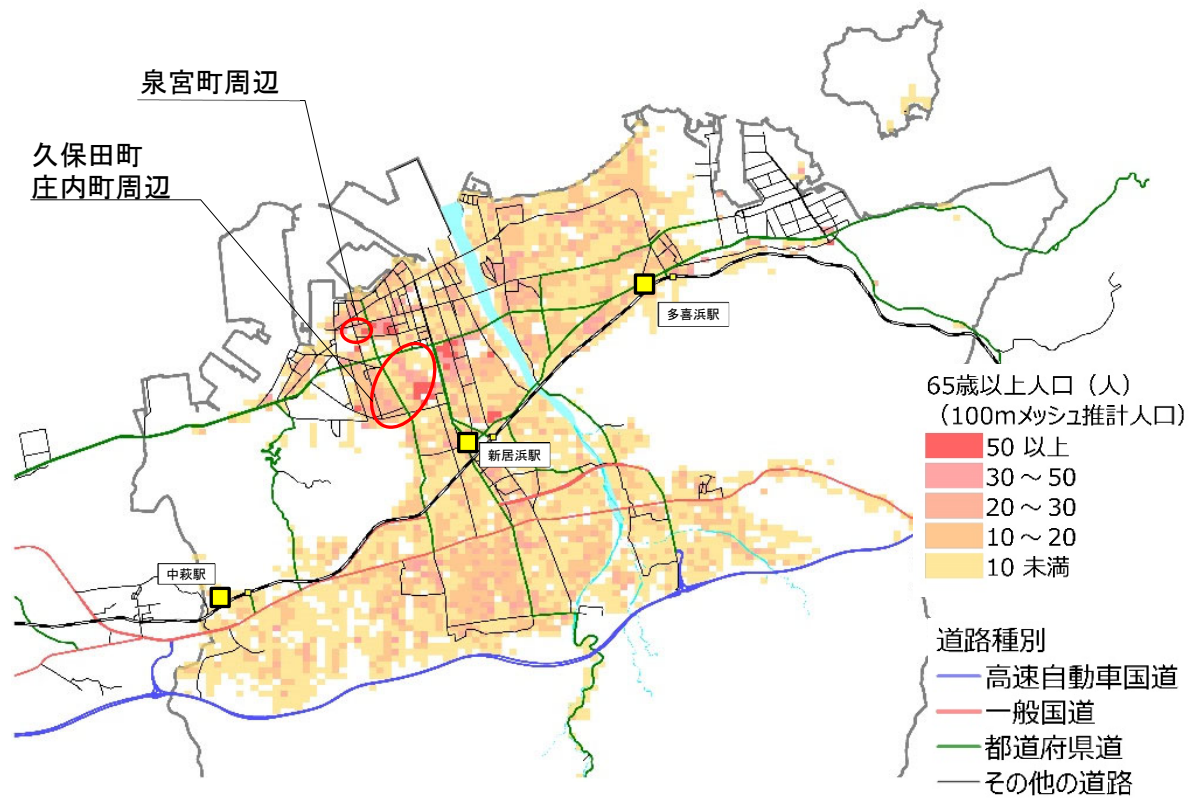 泉宮町周辺
久保田町
庄内町周辺
多喜浜駅
新居浜駅
中萩駅
65歳以上人口（人）
（100mメッシュ推計人口）
50 以上
30～50
20～30
10～20
10 未満
道路種別
高速自動車国道
一般国道
都道府県道
その他の道路